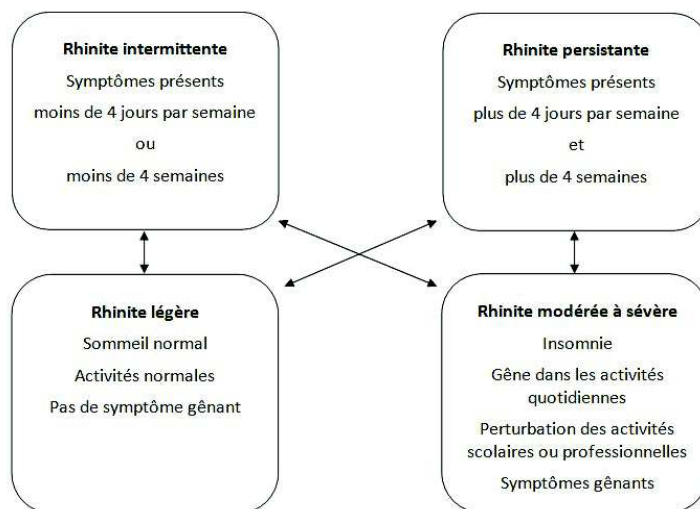 Rhinite intermittente
Symptômes présents
moins de 4 jours par semaine
ou
moins de 4 semaines
Rhinite persistante
Symptômes présents
plus de 4 jours par semaine
et
plus de 4 semaines
Rhinite légère
Sommeil normal
Activités normales
Pas de symptôme gênant
Rhinite modérée à sévère
Insomnie
Gêne dans les activités
quotidiennes
Perturbation des activités
scolaires ou professionnelles
Symptômes gênants